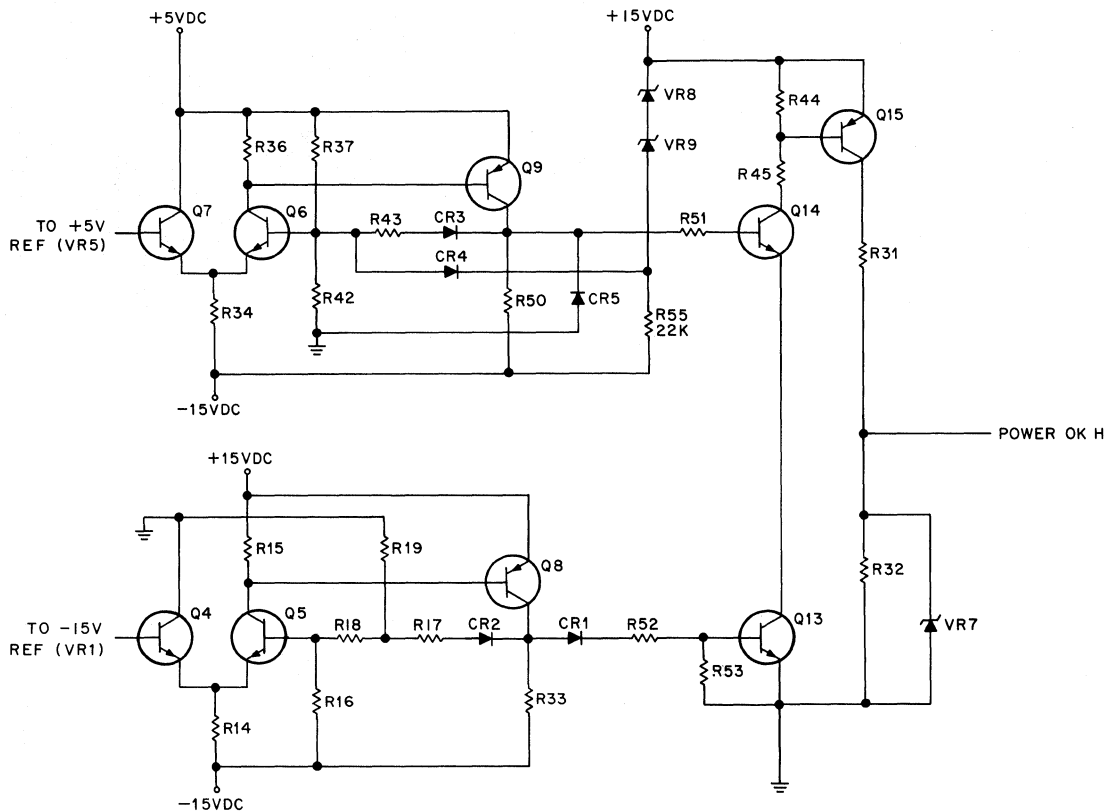 +5VDC
+15VDC
VR8
R44
Q15
R36
R37
Q9
VR9
R45
TO +5V
REF (VR5)
Q7
Q6
R43
CR3
R51
Q14
CR4
R31
R34
R42
R50
CR5
R55
22K
-15VDC
POWER OK H
+15VDC
R15
R19
Q8
R32
TO -15V
REF (VR1)
Q4
Q5
R18
R17
CR2
CR1
R52
Q13
VR7
R53
R16
R33
R14
-15VDC